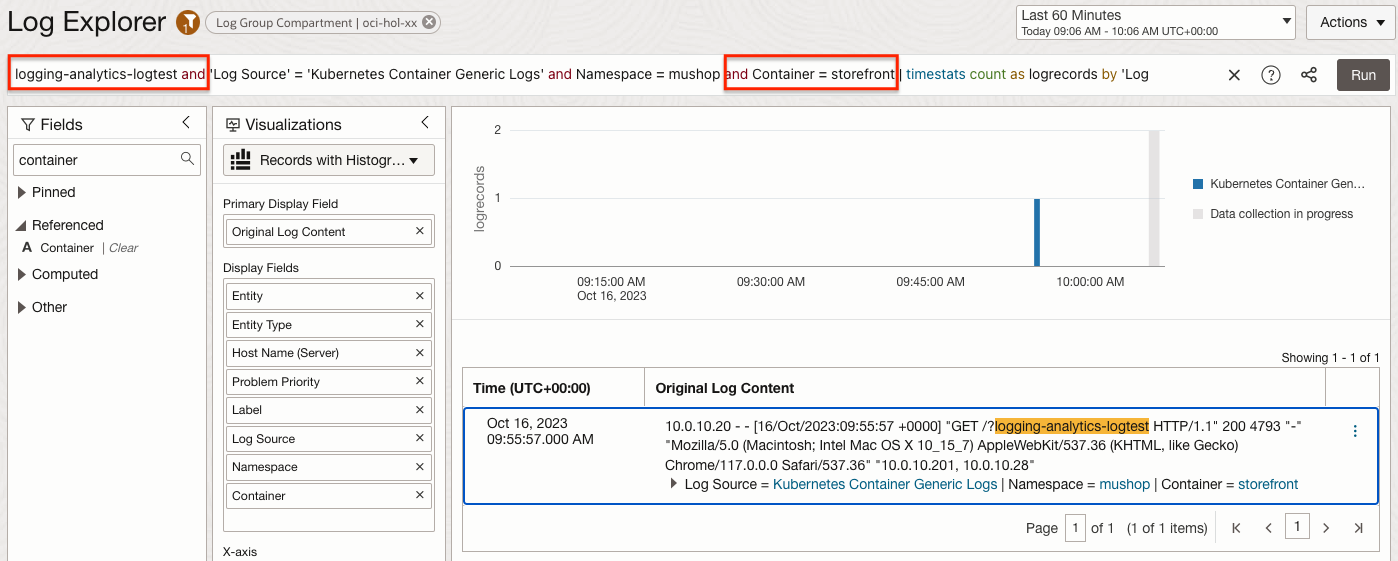 Log Explorer
1
Log Group Compartment | oci-hol-xx
Last 60 Minutes
Today 09:06 AM - 10:06 AM UTC+00:00
Actions
logging-analytics-logtest and 'Log Source' = 'Kubernetes Container Generic Logs' and Namespace = mushop and Container = storefront | timestats count as logrecords by 'Log
Run
Fields
container
Pinned
Referenced
A Container | Clear
Computed
Other
Visualizations
Records with Histogr...
Primary Display Field
Original Log Content
Display Fields
Entity
Entity Type
Host Name (Server)
Problem Priority
Label
Log Source
Namespace
Container
X-axis
logrecords
2
1
0
09:15:00 AM
Oct 16, 2023
09:30:00 AM
09:45:00 AM
10:00:00 AM
Kubernetes Container Gen...
Data collection in progress
Showing 1 - 1 of 1
Time (UTC+00:00)
Original Log Content
Oct 16, 2023
09:55:57.000 AM
10.0.10.20 - - [16/Oct/2023:09:55:57 +0000] "GET /?logging-analytics-logtest HTTP/1.1" 200 4793 "-"
"Mozilla/5.0 (Macintosh; Intel Mac OS X 10_15_7) AppleWebKit/537.36 (KHTML, like Gecko)
Chrome/117.0.0.0 Safari/537.36" "10.0.10.201, 10.0.10.28"
Log Source = Kubernetes Container Generic Logs | Namespace = mushop | Container = storefront
Page 1 of 1 (1 of 1 items) 1